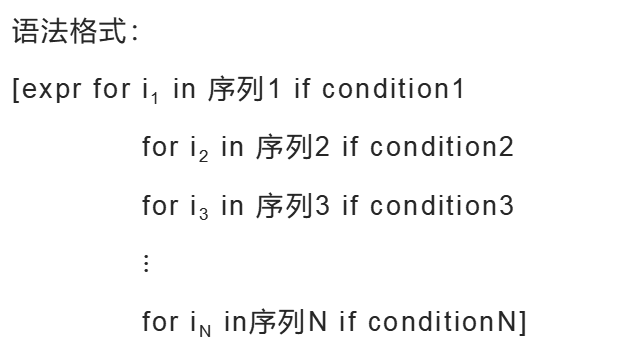 语法格式：
[expr for i₁ in 序列1 if condition1
for i₂ in 序列2 if condition2
for i₃ in 序列3 if condition3
⋮
for i_N in序列N if conditionN]